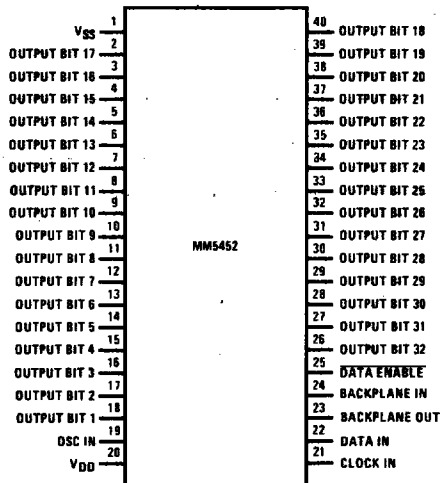 VSS 1
OUTPUT BIT 17 2
OUTPUT BIT 16 3
OUTPUT BIT 15 4
OUTPUT BIT 14 5
OUTPUT BIT 13 6
OUTPUT BIT 12 7
OUTPUT BIT 11 8
OUTPUT BIT 10 9
OUTPUT BIT 9 10
OUTPUT BIT 8 11
OUTPUT BIT 7 12
OUTPUT BIT 6 13
OUTPUT BIT 5 14
OUTPUT BIT 4 15
OUTPUT BIT 3 16
OUTPUT BIT 2 17
OUTPUT BIT 1 18
OSC IN 19
VDD 20
MM5452
40 OUTPUT BIT 18
39 OUTPUT BIT 19
38 OUTPUT BIT 20
37 OUTPUT BIT 21
36 OUTPUT BIT 22
35 OUTPUT BIT 23
34 OUTPUT BIT 24
33 OUTPUT BIT 25
32 OUTPUT BIT 26
31 OUTPUT BIT 27
30 OUTPUT BIT 28
29 OUTPUT BIT 29
28 OUTPUT BIT 30
27 OUTPUT BIT 31
26 OUTPUT BIT 32
25 DATA ENABLE
24 BACKPLANE IN
23 BACKPLANE OUT
22 DATA IN
21 CLOCK IN